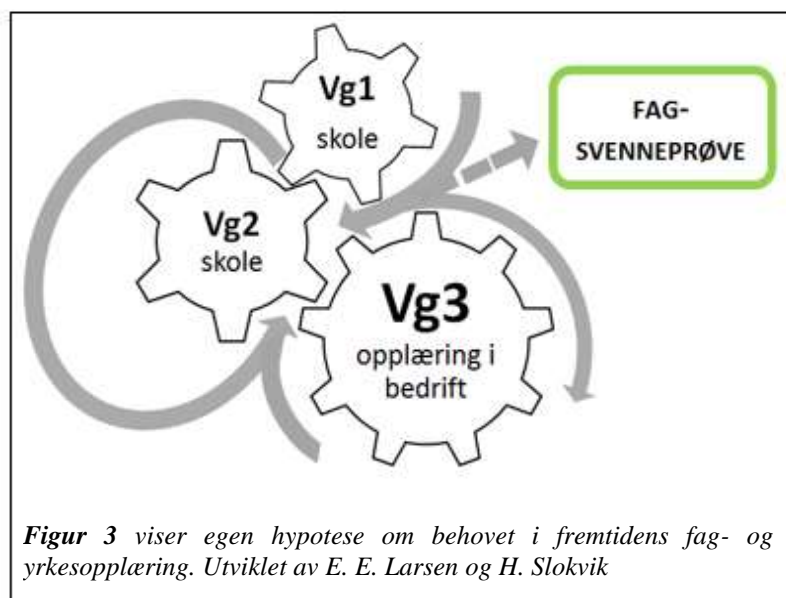 Vg1
skole
FAG-
SVENNEPRØVE
Vg2
skole
Vg3
opplæring i
bedrift
Figur 3 viser egen hypotese om behovet i fremtidens fag- og
yrkesopplæring. Utviklet av E. E. Larsen og H. Slokvik